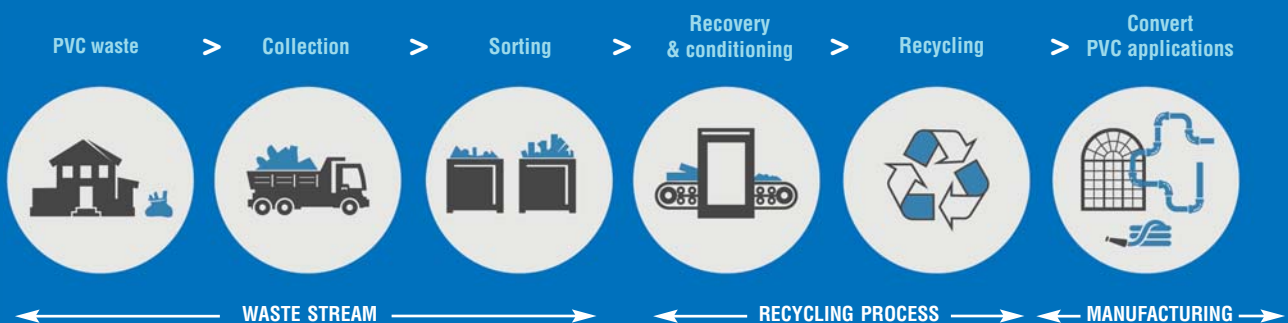 PVC waste > Collection > Sorting > Recovery
& conditioning > Recycling > Convert
PVC applications
WASTE STREAM RECYCLING PROCESS MANUFACTURING